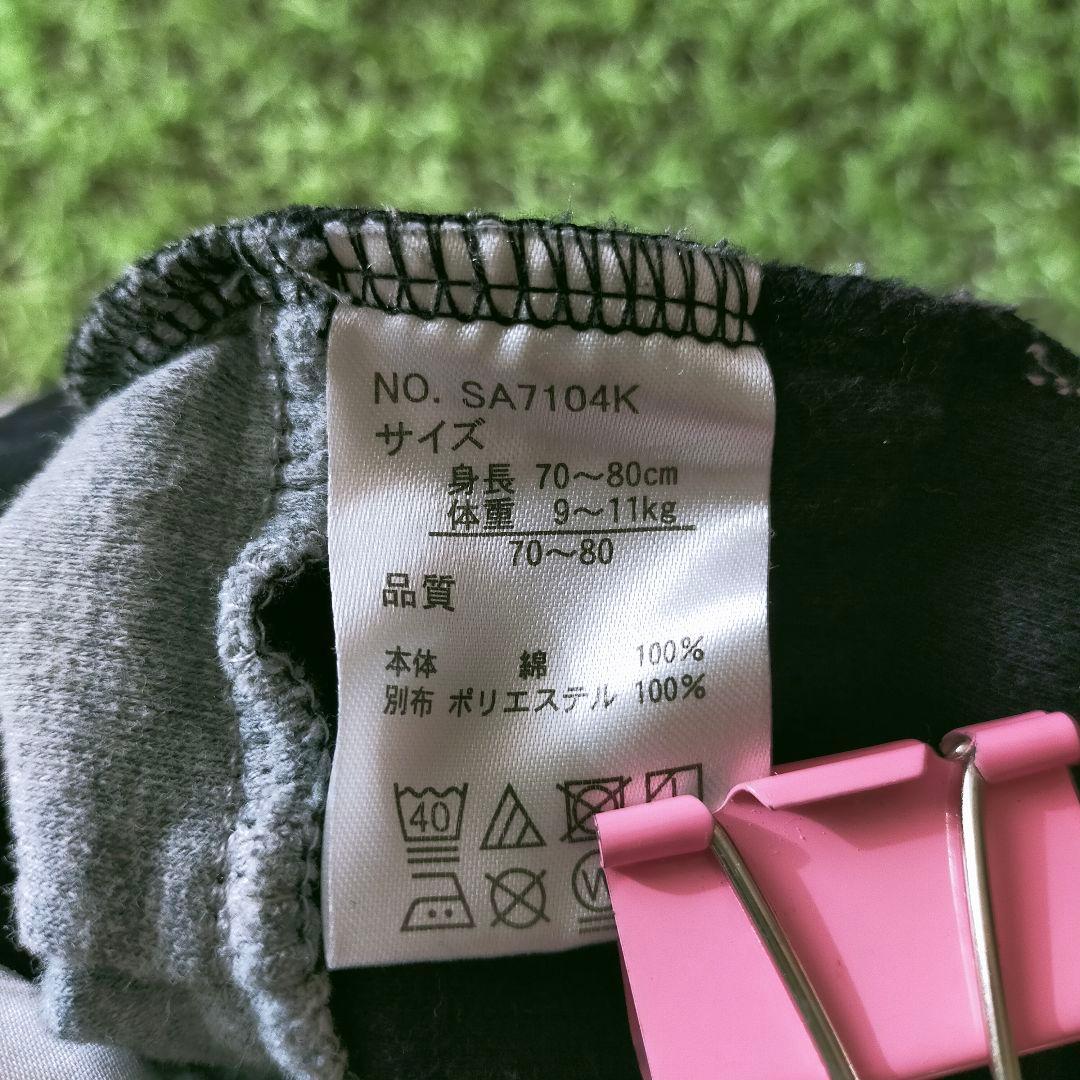 NO. SA7104K
サイズ
身長 70～80cm
体重 9～11kg
70～80
品質
本体 綿 100%
別布 ポリエステル 100%
40
W